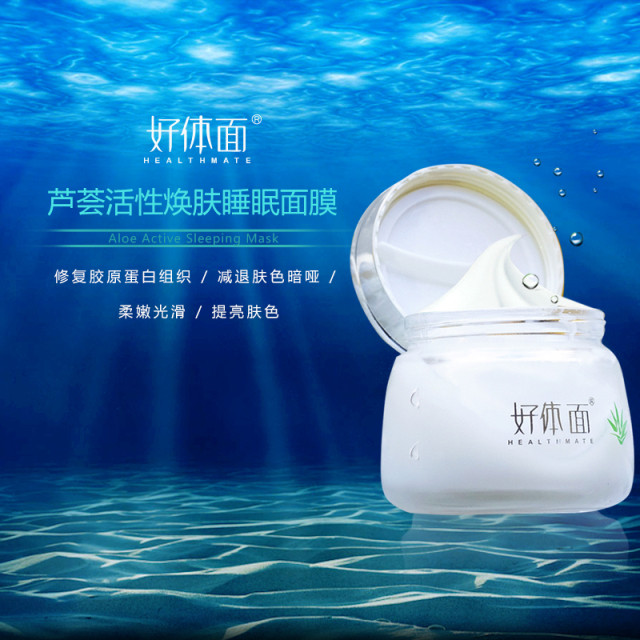 好体面®
HEALTHMATE
芦荟活性焕肤睡眠面膜
Aloe Active Sleeping Mask
修复胶原蛋白组织 / 减退肤色暗哑 /
柔嫩光滑 / 提亮肤色
好体面®
HEALTHMATE